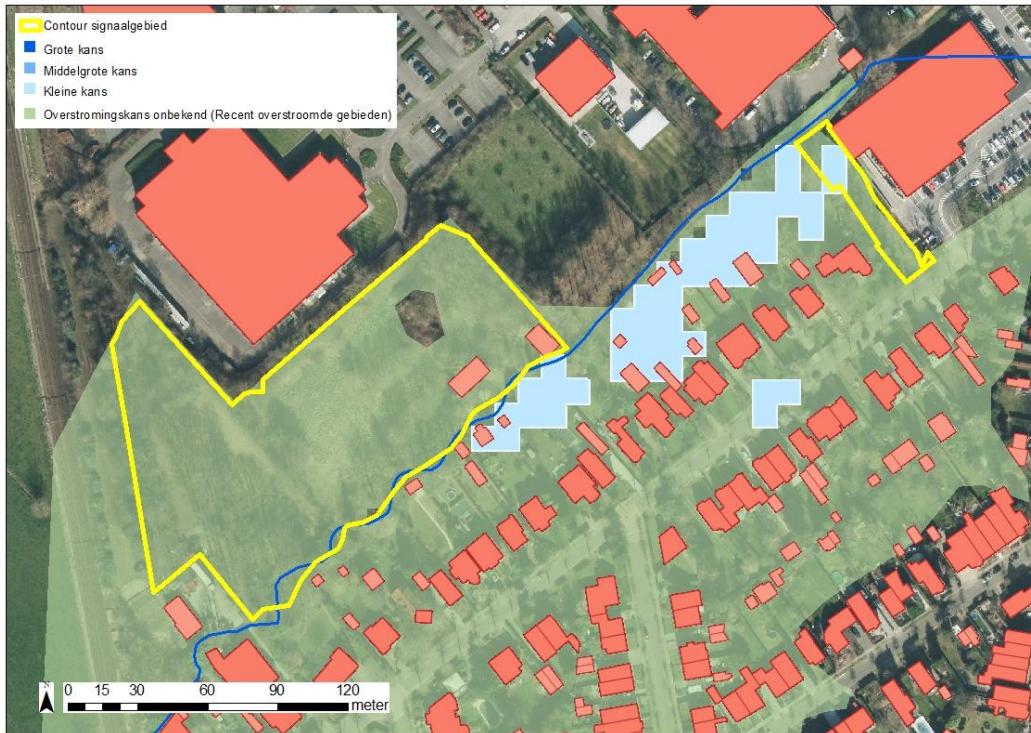 Contour signaalgebied
Grote kans
Middelgrote kans
Kleine kans
Overstromingskans onbekend (Recent overstroomde gebieden)
N
0 15 30 60 90 120
meter